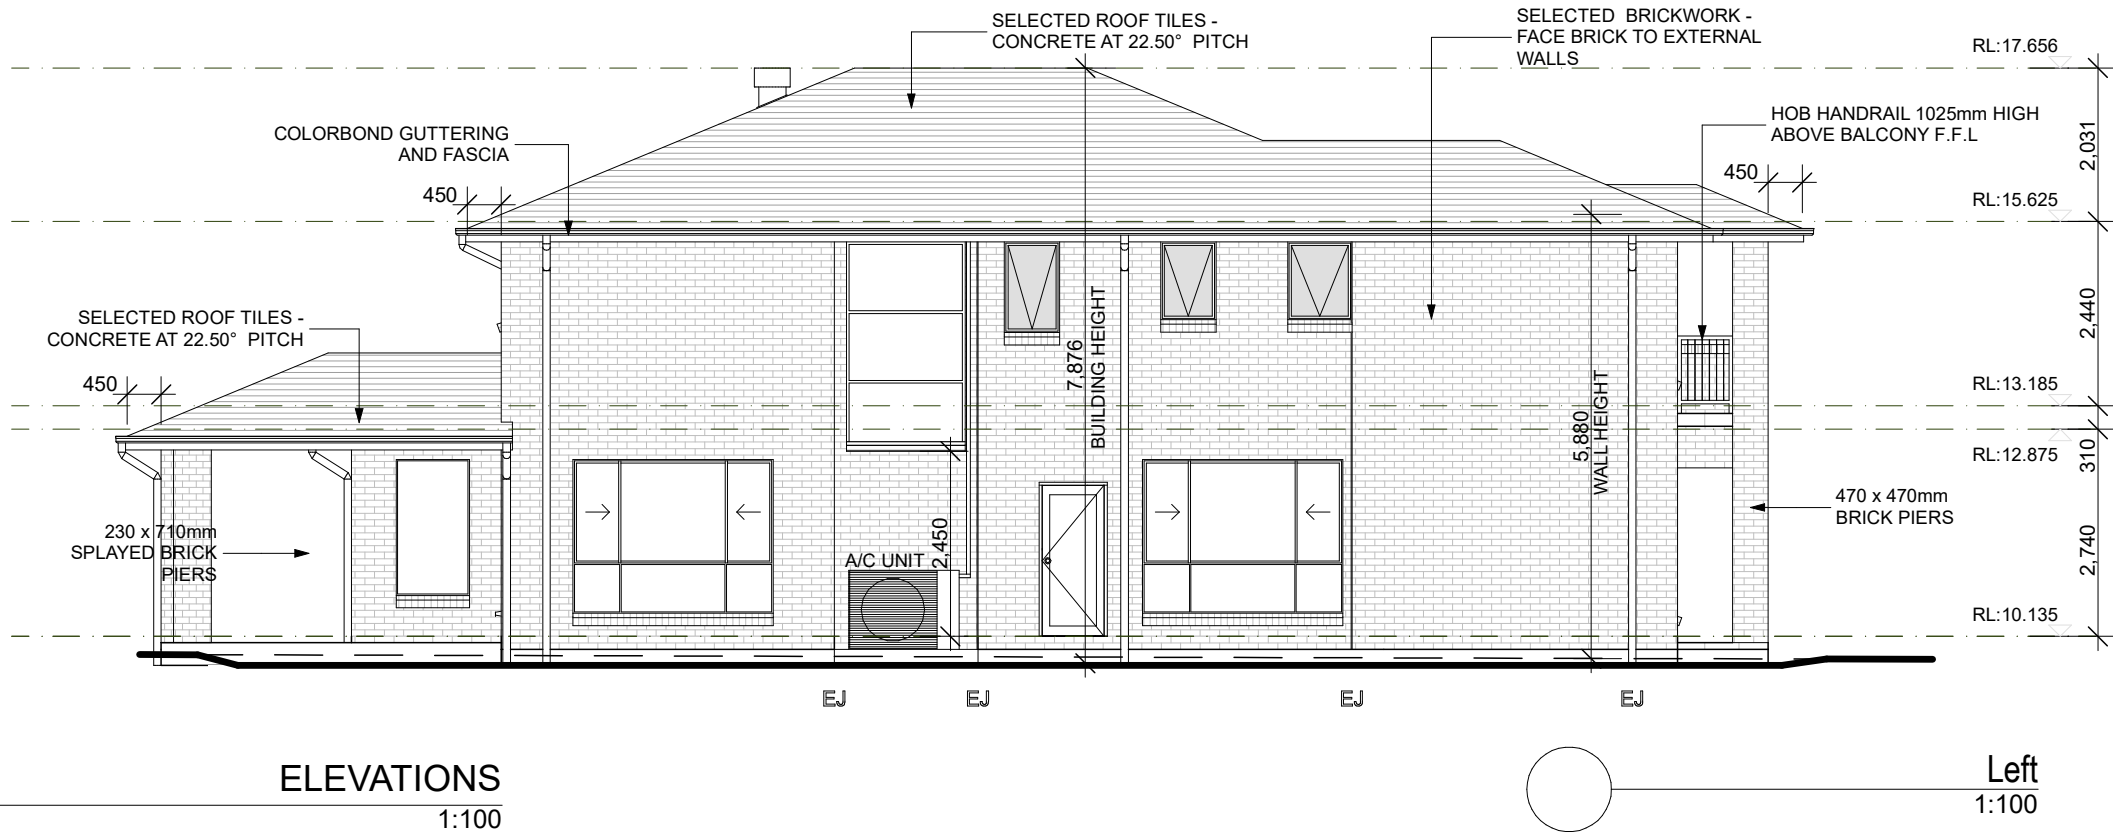 SELECTED ROOF TILES -
CONCRETE AT 22.50° PITCH
SELECTED BRICKWORK -
FACE BRICK TO EXTERNAL
WALLS
RL:17.656
HOB HANDRAIL 1025mm HIGH
ABOVE BALCONY F.F.L
COLORBOND GUTTERING
AND FASCIA
2,031
450
450
RL:15.625
SELECTED ROOF TILES -
CONCRETE AT 22.50° PITCH
2,440
7,876
BUILDING HEIGHT
450
RL:13.185
5,880
WALL HEIGHT
RL:12.875
310
470 x 470mm
BRICK PIERS
230 x 710mm
SPLAYED BRICK
PIERS
A/C UNIT
2,450
2,740
RL:10.135
EJ
EJ
EJ
EJ
ELEVATIONS
1:100
Left
1:100